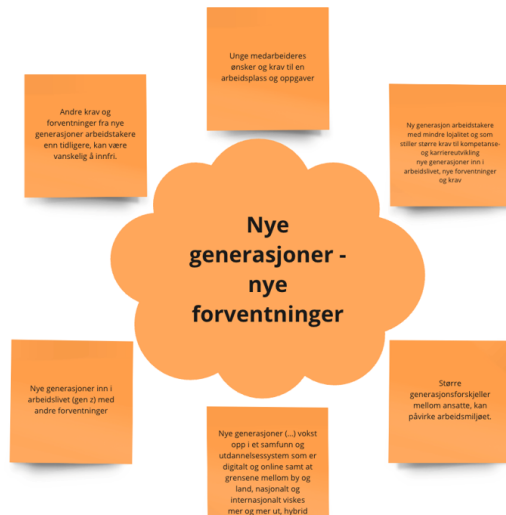 Unge medarbeideres
ønsker og krav til en
arbeidsplass og oppgaver
Andre krav og
forventninger fra nye
generasjoner arbeidstakere
enn tidligere, kan være
vanskelig å innfri.
Ny generasjon arbeidstakere
med mindre lojalitet og som
stiller større krav til kompetanse-
og karriereutvikling
nye generasjoner inn i
arbeidslivet, nye forventninger
og krav
Nye
generasjoner -
nye
forventninger
Nye generasjoner inn i
arbeidslivet (gen z) med
andre forventninger
Større
generasjonsforskjeller
mellom ansatte, kan
påvirke arbeidsmiljøet.
Nye generasjoner (...) vokst
opp i et samfunn og
utdannelsessystem som er
digitalt og online samt at
grensene mellom by og
land, nasjonalt og
internasjonalt viskes
mer og mer ut, hybrid